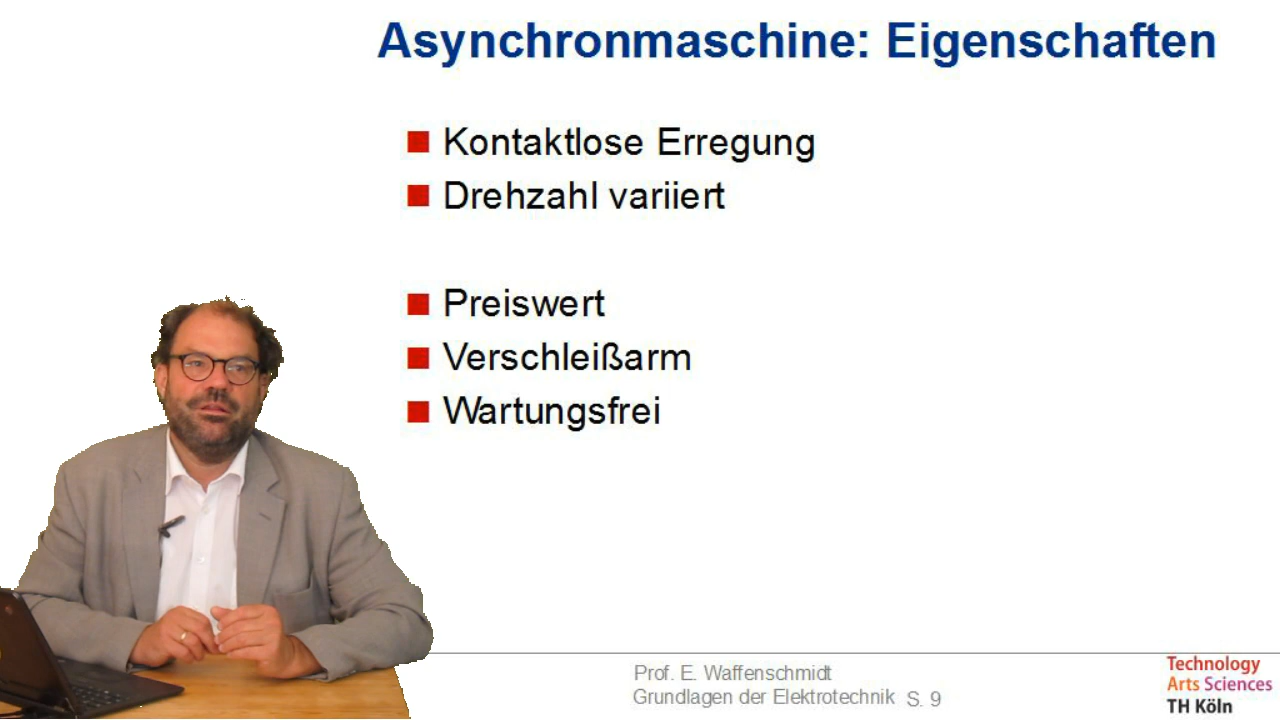 Asynchronmaschine: Eigenschaften
Kontaktlose Erregung
Drehzahl variiert
Preiswert
Verschleißarm
Wartungsfrei
Prof. E. Waffenschmidt
Grundlagen der Elektrotechnik S. 9
Technology
Arts Sciences
TH Köln